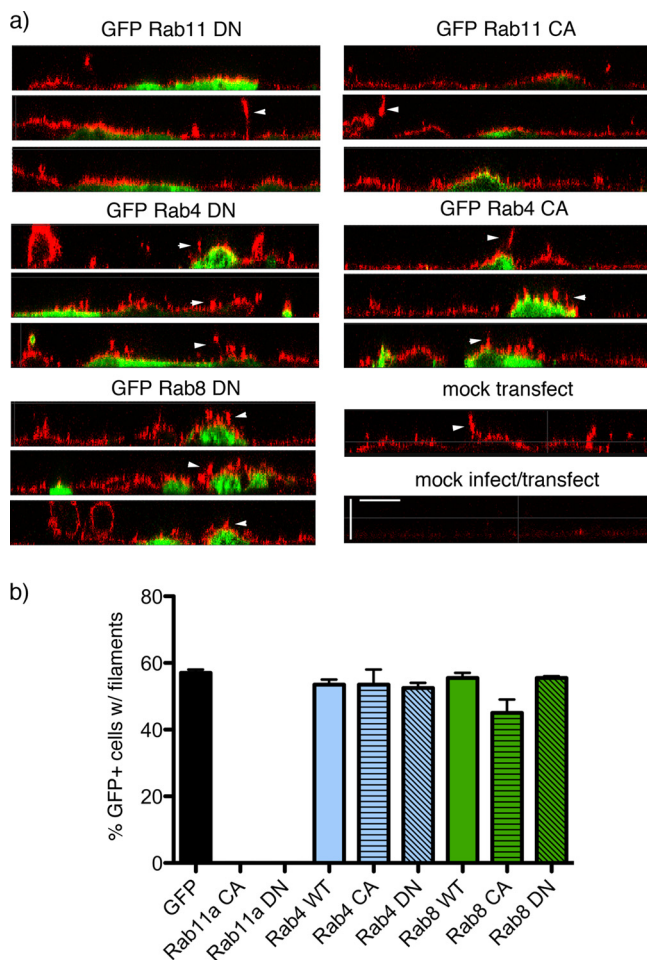 a)
GFP Rab11 DN
GFP Rab11 CA
GFP Rab4 DN
GFP Rab4 CA
GFP Rab8 DN
mock transfect
mock infect/transfect
b)
% GFP+ cells w/ filaments
80
60
40
20
0
GFP
Rab11a CA
Rab11a DN
Rab4 WT
Rab4 CA
Rab4 DN
Rab8 WT
Rab8 CA
Rab8 DN